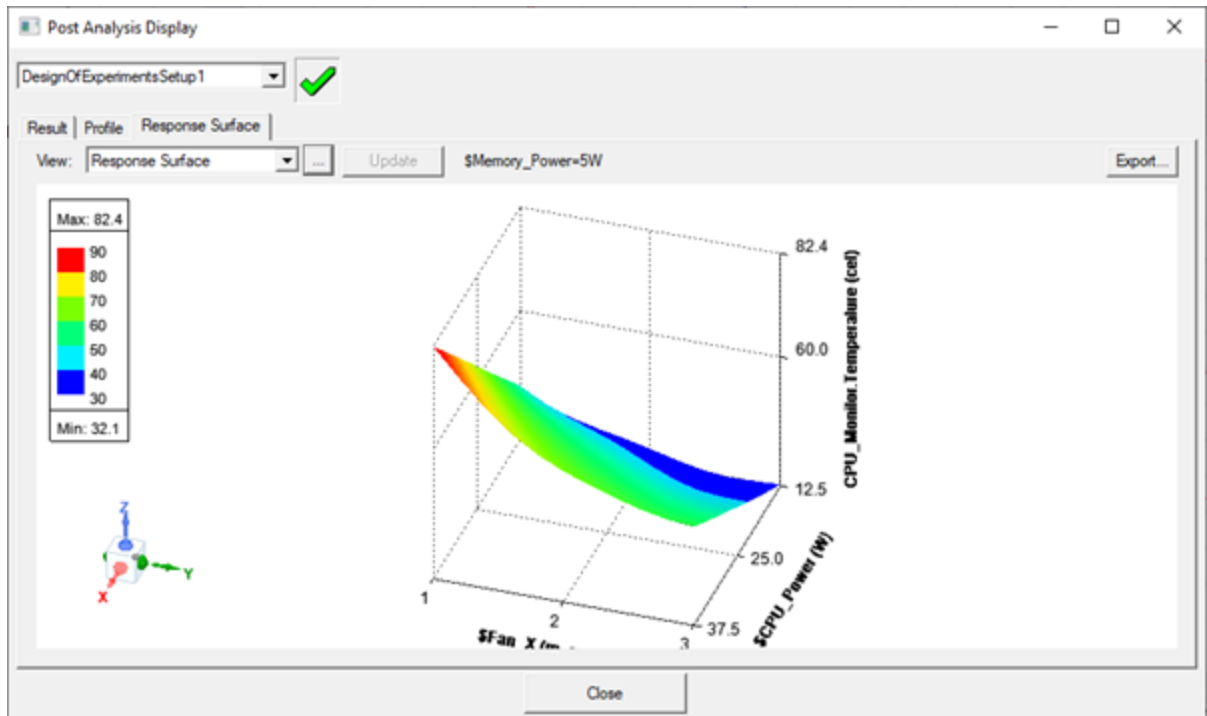 Post Analysis Display
DesignOfExperimentsSetup1
Result Profile Response Surface
View: Response Surface ... Update $Memory_Power=5W Export...
Max: 82.4
90
80
70
60
50
40
30
Min: 32.1
82.4
60.0
12.5
25.0
37.5
CPU_Monitor.Temperature (cel)
$CPU_Power (W)
1
2
3
$Fan_X
Z
Y
X
Close